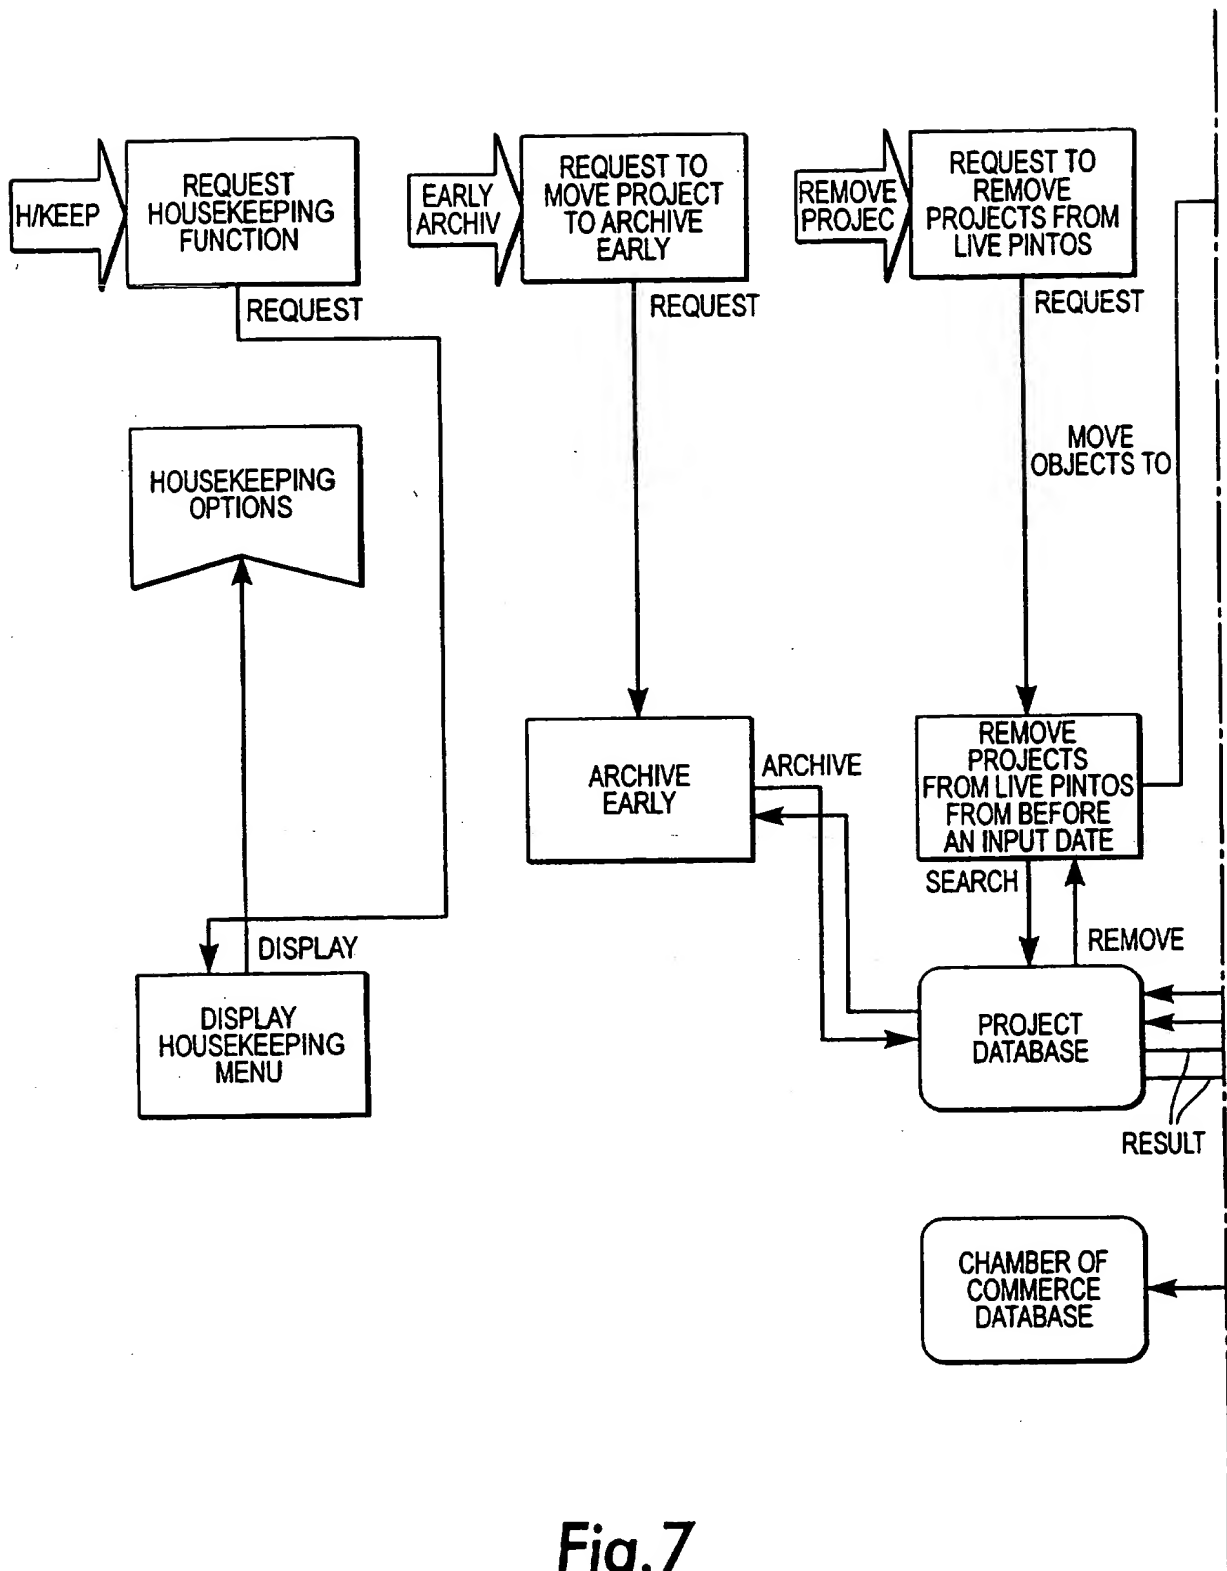 H/KEEP
REQUEST
HOUSEKEEPING
FUNCTION
REQUEST
EARLY
ARCHIV
REQUEST TO
MOVE PROJECT
TO ARCHIVE
EARLY
REQUEST
REMOVE
PROJEC
REQUEST TO
REMOVE
PROJECTS FROM
LIVE PINTOS
REQUEST
MOVE
OBJECTS TO
HOUSEKEEPING
OPTIONS
ARCHIVE
EARLY
ARCHIVE
REMOVE
PROJECTS
FROM LIVE PINTOS
FROM BEFORE
AN INPUT DATE
SEARCH
REMOVE
DISPLAY
DISPLAY
HOUSEKEEPING
MENU
PROJECT
DATABASE
RESULT
CHAMBER OF
COMMERCE
DATABASE
Fig.7